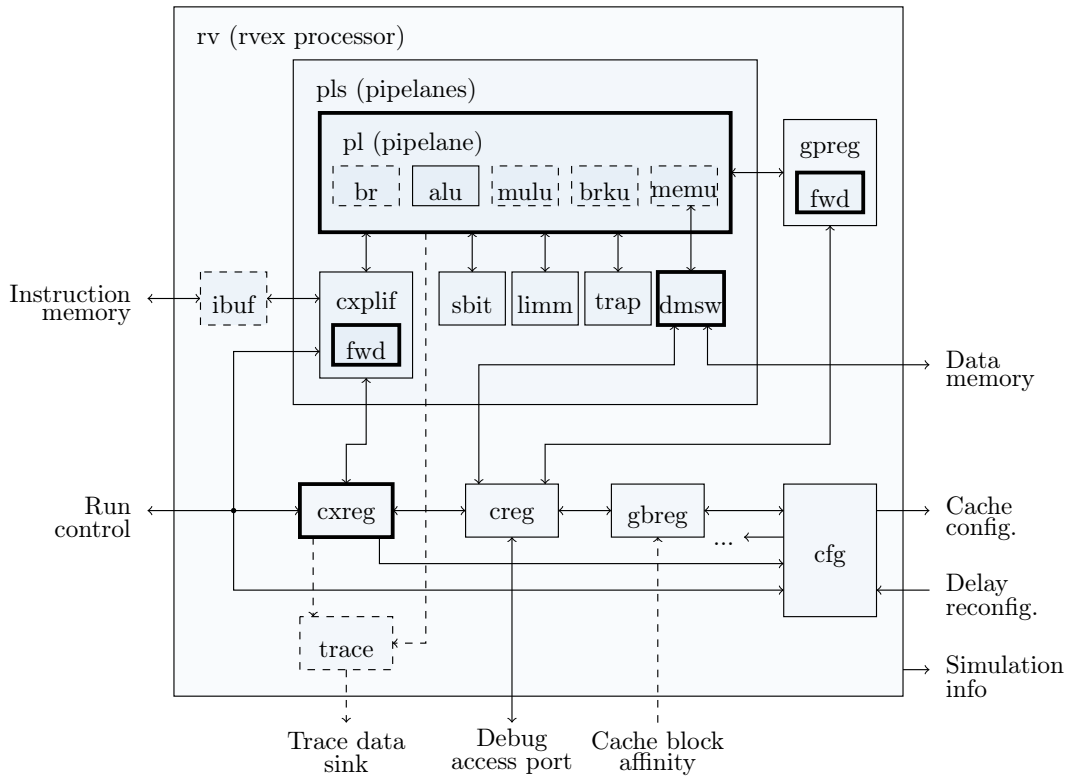 rv (rvex processor)
pls (pipelanes)
pl (pipelane)
br
alu
mulu
brku
memu
gpreg
fwd
Instruction
memory
ibuf
cxplif
fwd
sbit
limm
trap
dmsw
Data
memory
Run
control
cxreg
creg
gbreg
...
cfg
Cache
config.
Delay
reconfig.
trace
Simulation
info
Trace data
sink
Debug
access port
Cache block
affinity